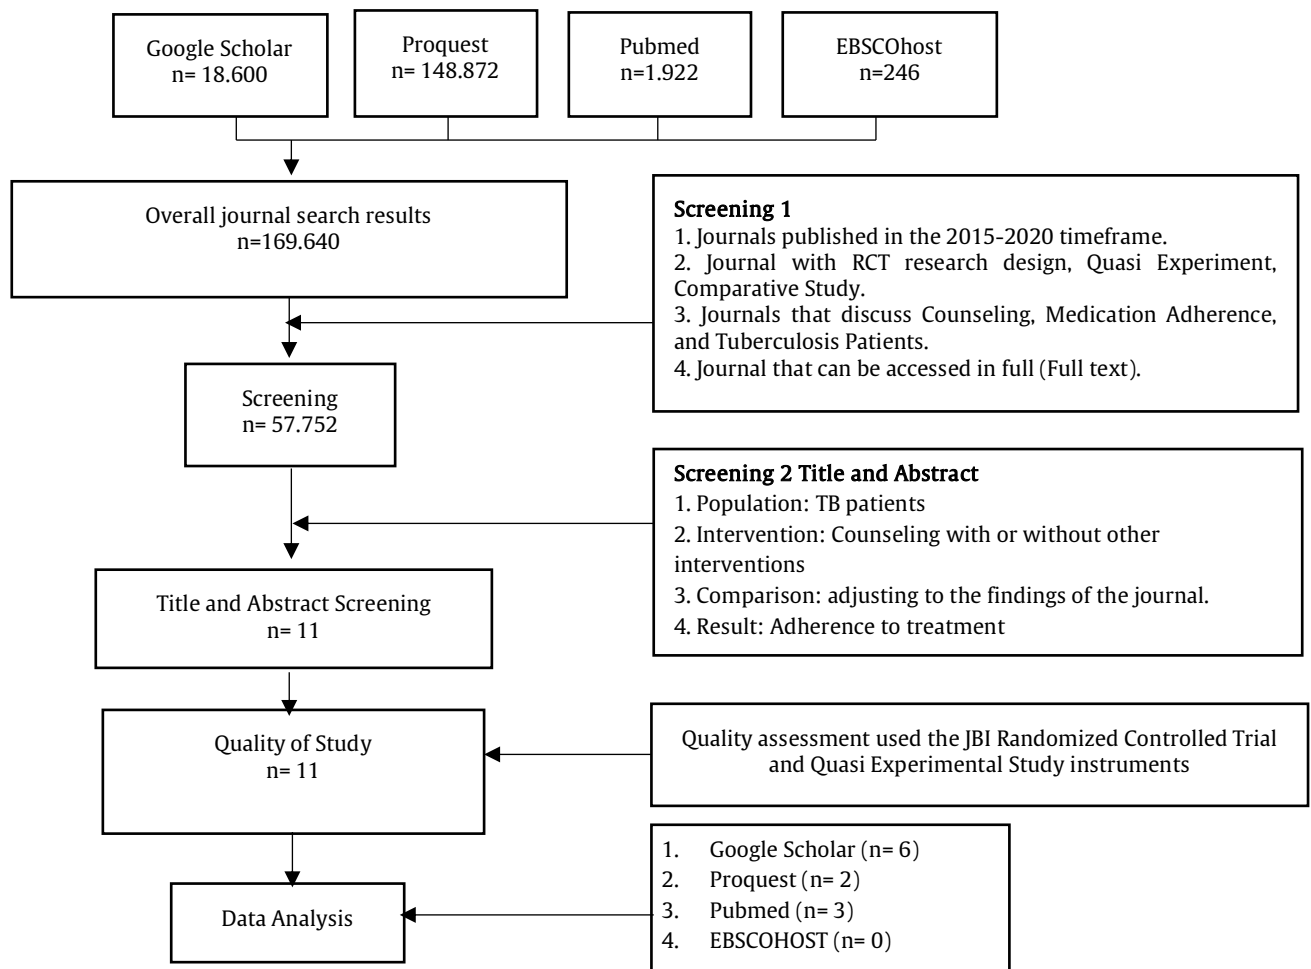 Google Scholar
n= 18.600
Proquest
n= 148.872
Pubmed
n=1.922
EBSCOhost
n=246
Overall journal search results
n=169.640
Screening 1
1. Journals published in the 2015-2020 timeframe.
2. Journal with RCT research design, Quasi Experiment,
Comparative Study.
3. Journals that discuss Counseling, Medication Adherence,
and Tuberculosis Patients.
4. Journal that can be accessed in full (Full text).
Screening
n= 57.752
Screening 2 Title and Abstract
1. Population: TB patients
2. Intervention: Counseling with or without other
interventions
3. Comparison: adjusting to the findings of the journal.
4. Result: Adherence to treatment
Title and Abstract Screening
n= 11
Quality of Study
n= 11
Quality assessment used the JBI Randomized Controlled Trial
and Quasi Experimental Study instruments
Data Analysis
1. Google Scholar (n= 6)
2. Proquest (n= 2)
3. Pubmed (n= 3)
4. EBSCOHOST (n= 0)